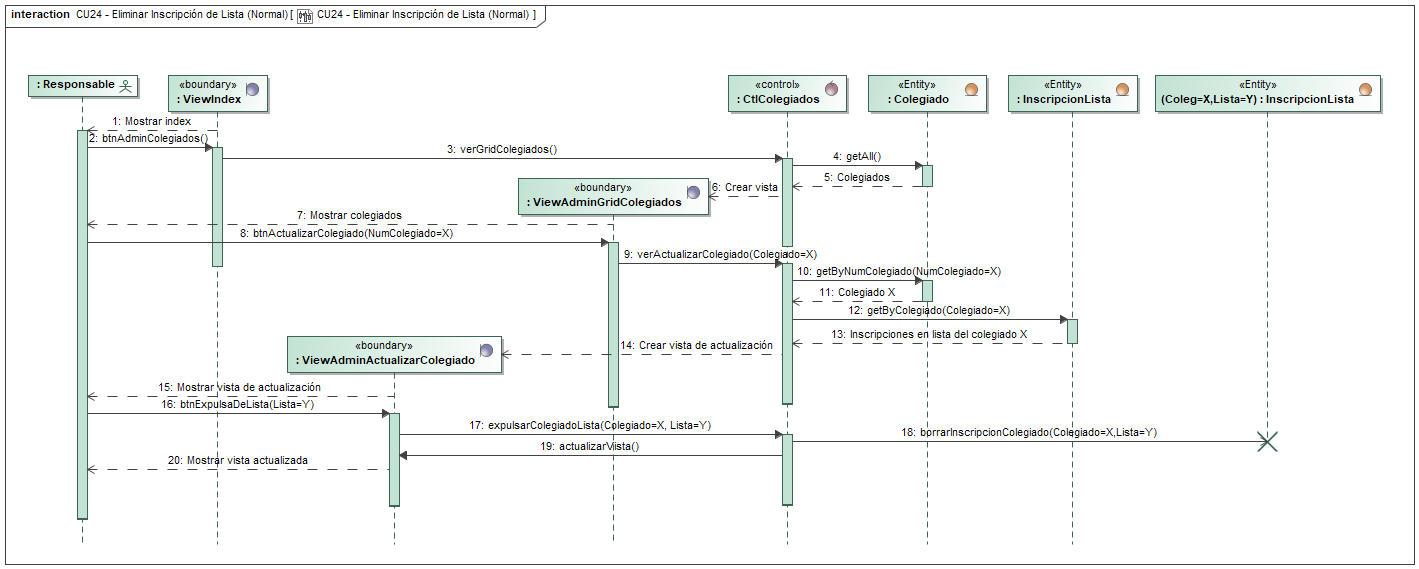 interaction CU24 - Eliminar Inscripción de Lista (Normal) [ CU24 - Eliminar Inscripción de Lista (Normal) ]
: Responsable
«boundary»
: ViewIndex
«control»
: CtlColegiados
«Entity»
: Colegiado
«Entity»
: InscripcionLista
«Entity»
(Coleg=X,Lista=Y) : InscripcionLista
1: Mostrar index
2: btnAdminColegiados()
3: verGridColegiados()
4: getAll()
5: Colegiados
6: Crear vista
«boundary»
: ViewAdminGridColegiados
7: Mostrar colegiados
8: btnActualizarColegiado(NumColegiado=X)
9: verActualizarColegiado(Colegiado=X)
10: getByNumColegiado(NumColegiado=X)
11: Colegiado X
12: getByColegiado(Colegiado=X)
13: Inscripciones en lista del colegiado X
14: Crear vista de actualización
«boundary»
: ViewAdminActualizarColegiado
15: Mostrar vista de actualización
16: btnExpulsaDeLista(Lista=Y)
17: expulsarColegiadoLista(Colegiado=X, Lista=Y)
18: borrarInscripcionColegiado(Colegiado=X,Lista=Y)
19: actualizarVista()
20: Mostrar vista actualizada